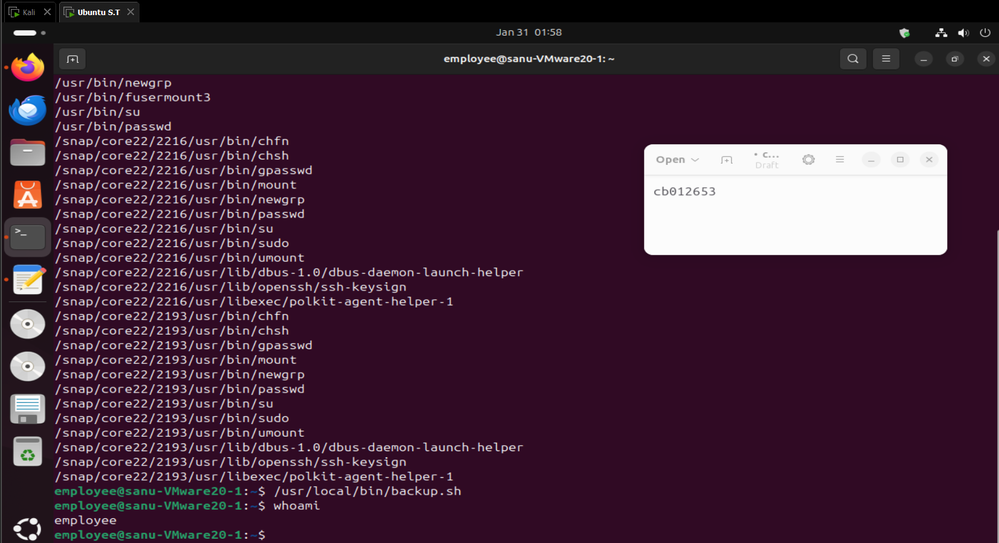 Kali
Ubuntu S.T
Jan 31 01:58
employee@sanu-VMware20-1: ~
/usr/bin/newgrp
/usr/bin/fusermount3
/usr/bin/su
/usr/bin/passwd
/snap/core22/2216/usr/bin/chfn
/snap/core22/2216/usr/bin/chsh
/snap/core22/2216/usr/bin/gpasswd
/snap/core22/2216/usr/bin/mount
/snap/core22/2216/usr/bin/newgrp
/snap/core22/2216/usr/bin/passwd
/snap/core22/2216/usr/bin/su
/snap/core22/2216/usr/bin/sudo
/snap/core22/2216/usr/bin/umount
/snap/core22/2216/usr/lib/dbus-1.0/dbus-daemon-launch-helper
/snap/core22/2216/usr/lib/openssh/ssh-keysign
/snap/core22/2216/usr/libexec/polkit-agent-helper-1
/snap/core22/2193/usr/bin/chfn
/snap/core22/2193/usr/bin/chsh
/snap/core22/2193/usr/bin/gpasswd
/snap/core22/2193/usr/bin/mount
/snap/core22/2193/usr/bin/newgrp
/snap/core22/2193/usr/bin/passwd
/snap/core22/2193/usr/bin/su
/snap/core22/2193/usr/bin/sudo
/snap/core22/2193/usr/bin/umount
/snap/core22/2193/usr/lib/dbus-1.0/dbus-daemon-launch-helper
/snap/core22/2193/usr/lib/openssh/ssh-keysign
/snap/core22/2193/usr/libexec/polkit-agent-helper-1
employee@sanu-VMware20-1:~$ /usr/local/bin/backup.sh
employee@sanu-VMware20-1:~$ whoami
employee
employee@sanu-VMware20-1:~$
Open
• c...
Draft
cb012653